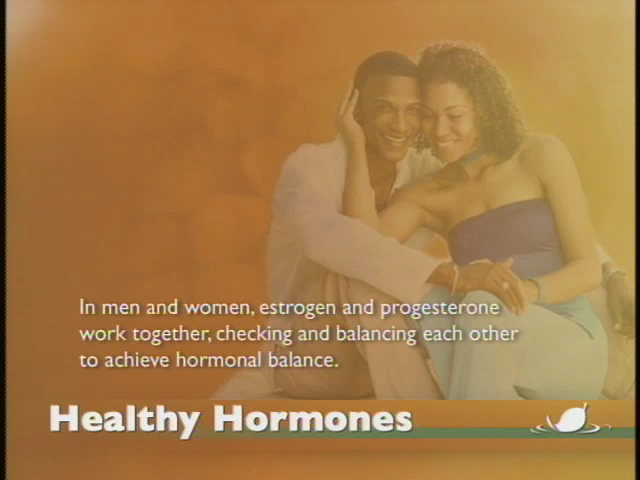 In men and women, estrogen and progesterone
work together, checking and balancing each other
to achieve hormonal balance.
Healthy Hormones